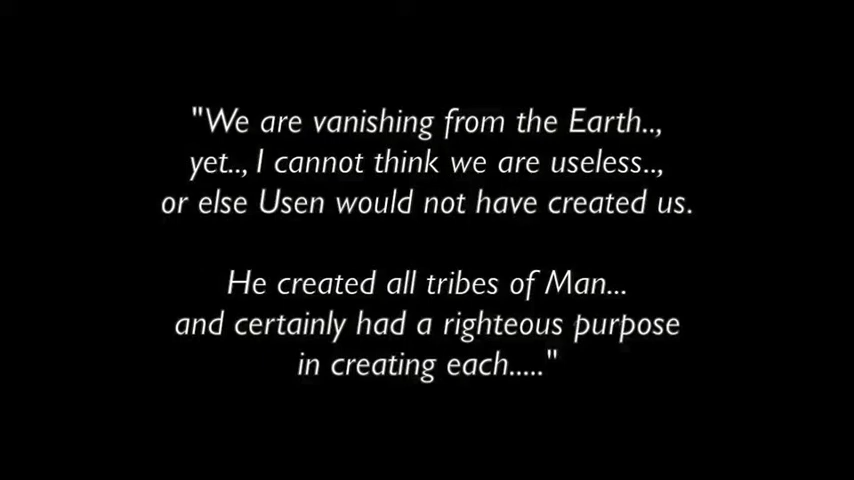 "We are vanishing from the Earth..,
yet.., I cannot think we are useless..,
or else Usen would not have created us.
He created all tribes of Man...
and certainly had a righteous purpose
in creating each....."